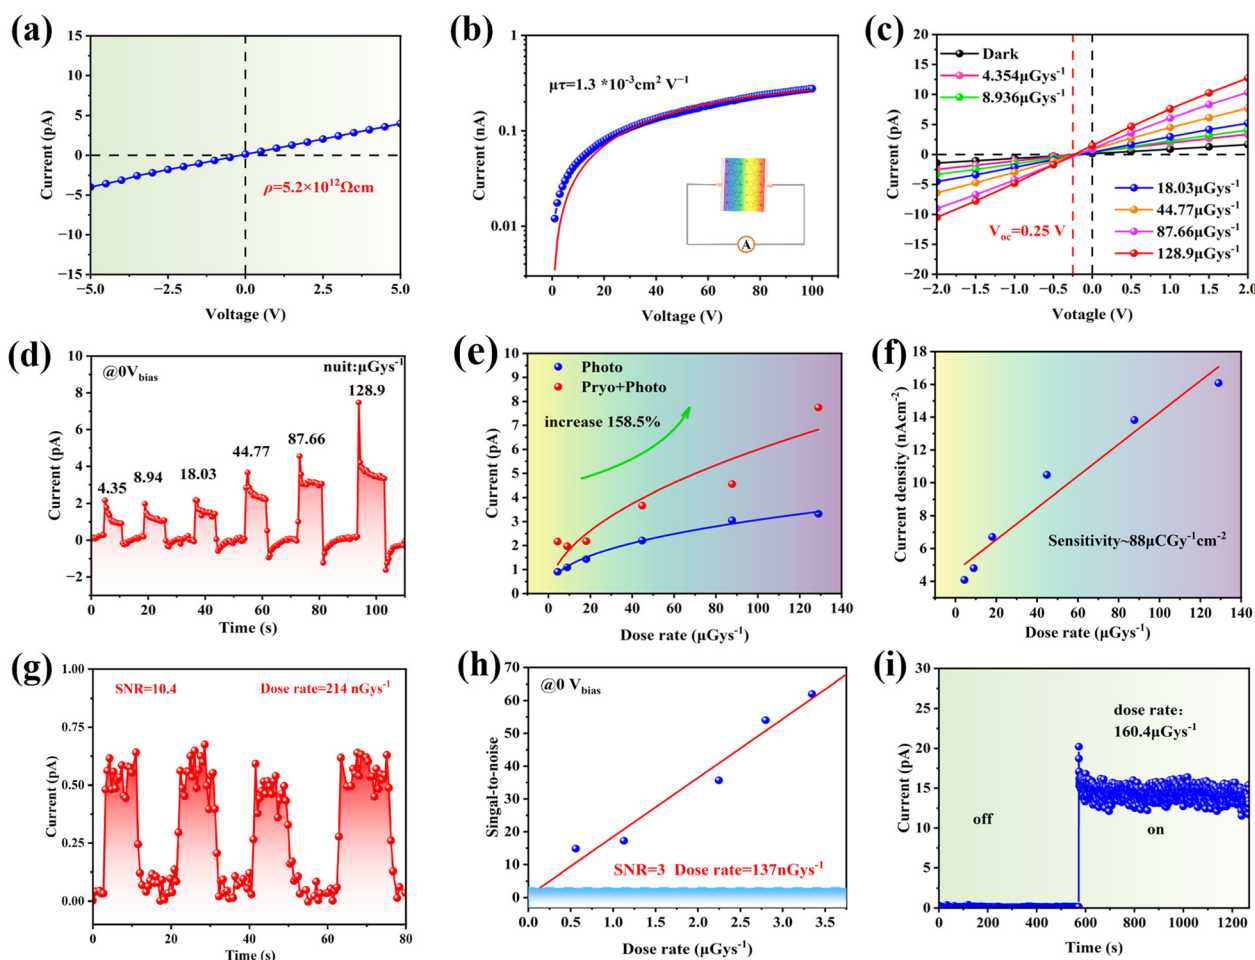 (a)
Current (pA)
15
10
5
0
−5
−10
−15
ρ=5.2×10¹²Ωcm
−5.0
−2.5
0.0
2.5
5.0
Voltage (V)
(b)
Current (nA)
1
0.1
0.01
μτ=1.3 *10⁻³cm² V⁻¹
A
0
20
40
60
80
100
Voltage (V)
(c)
Current (pA)
20
15
10
5
0
−5
−10
−15
−20
Dark
4.354μGys⁻¹
8.936μGys⁻¹
18.03μGys⁻¹
44.77μGys⁻¹
87.66μGys⁻¹
128.9μGys⁻¹
Voc=0.25 V
−2.0
−1.5
−1.0
−0.5
0.0
0.5
1.0
1.5
2.0
Votagle (V)
(d)
Current (pA)
10
8
6
4
2
0
−2
@0Vbias
nuit:μGys⁻¹
4.35
8.94
18.03
44.77
87.66
128.9
0
20
40
60
80
100
Time (s)
(e)
Current (pA)
10
9
8
7
6
5
4
3
2
1
0
Photo
Pryo+Photo
increase 158.5%
−20
0
20
40
60
80
100
120
140
Dose rate (μGys⁻¹)
(f)
Current density (nAcm⁻²)
18
16
14
12
10
8
6
4
Sensitivity~88μCGy⁻¹cm⁻²
−20
0
20
40
60
80
100
120
140
Dose rate (μGys⁻¹)
(g)
Current (pA)
1.00
0.75
0.50
0.25
0.00
SNR=10.4
Dose rate=214 nGys⁻¹
0
20
40
60
80
Time (s)
(h)
Singal-to-noise
70
60
50
40
30
20
10
0
@0 Vbias
SNR=3 Dose rate=137nGys⁻¹
0.0
0.5
1.0
1.5
2.0
2.5
3.0
3.5
Dose rate (μGys⁻¹)
(i)
Current (pA)
30
25
20
15
10
5
0
dose rate:
160.4μGys⁻¹
off
on
0
200
400
600
800
1000
1200
Time (s)